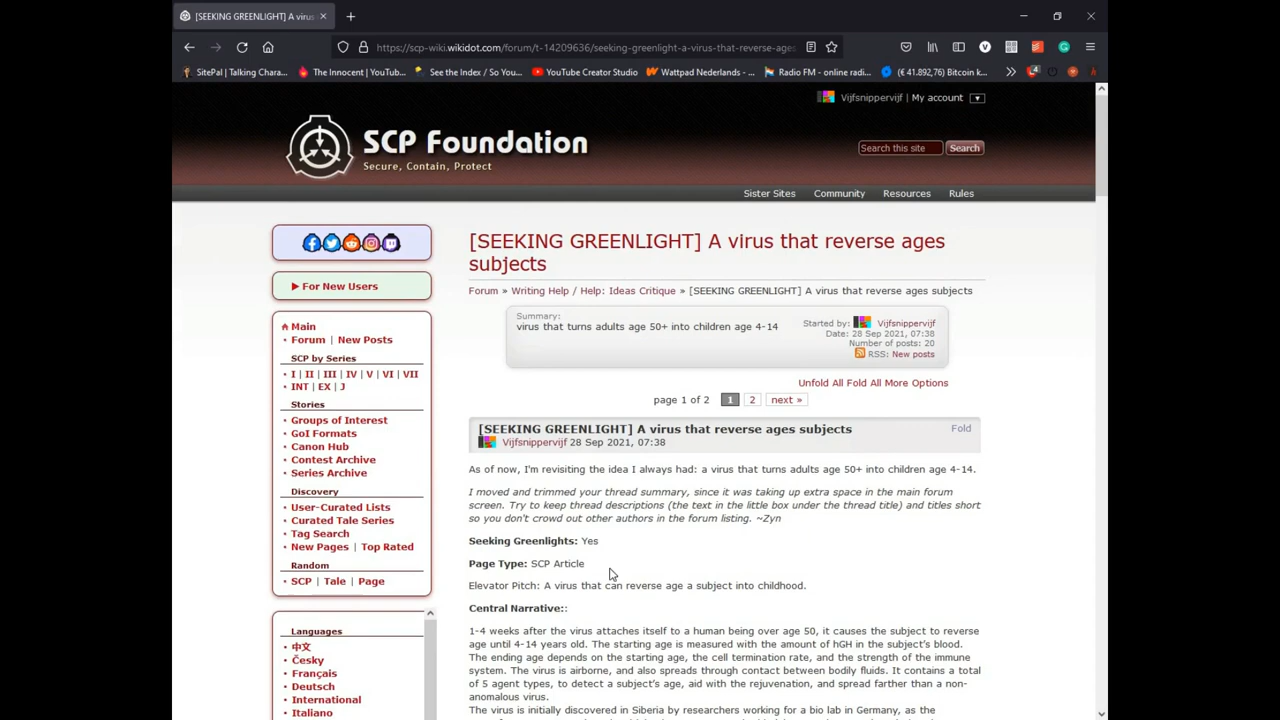 [SEEKING GREENLIGHT] A virus
https://scp-wiki.wikidot.com/forum/t-14209636/seeking-greenlight-a-virus-that-reverse-ages
SitePal | Talking Chara...
The Innocent | YouTub...
See the Index / So You...
YouTube Creator Studio
Wattpad Nederlands - ...
Radio FM - online radi...
(€ 41.892,76) Bitcoin k...
Vijfsnippervijf | My account
SCP Foundation
Secure, Contain, Protect
Search this site
Search
Sister Sites
Community
Resources
Rules
For New Users
Main
Forum | New Posts
SCP by Series
I | II | III | IV | V | VI | VII
INT | EX | J
Stories
Groups of Interest
GoI Formats
Canon Hub
Contest Archive
Series Archive
Discovery
User-Curated Lists
Curated Tale Series
Tag Search
New Pages | Top Rated
Random
SCP | Tale | Page
Languages
中文
Česky
Français
Deutsch
International
Italiano
[SEEKING GREENLIGHT] A virus that reverse ages
subjects
Forum » Writing Help / Help: Ideas Critique » [SEEKING GREENLIGHT] A virus that reverse ages subjects
Summary:
virus that turns adults age 50+ into children age 4-14
Started by: Vijfsnippervijf
Date: 28 Sep 2021, 07:38
Number of posts: 20
RSS: New posts
Unfold All Fold All More Options
page 1 of 2 1 2 next »
[SEEKING GREENLIGHT] A virus that reverse ages subjects
Fold
Vijfsnippervijf 28 Sep 2021, 07:38
As of now, I'm revisiting the idea I always had: a virus that turns adults age 50+ into children age 4-14.
I moved and trimmed your thread summary, since it was taking up extra space in the main forum
screen. Try to keep thread descriptions (the text in the little box under the thread title) and titles short
so you don't crowd out other authors in the forum listing. ~Zyn
Seeking Greenlights: Yes
Page Type: SCP Article
Elevator Pitch: A virus that can reverse age a subject into childhood.
Central Narrative::
1-4 weeks after the virus attaches itself to a human being over age 50, it causes the subject to reverse
age until 4-14 years old. The starting age is measured with the amount of hGH in the subject's blood.
The ending age depends on the starting age, the cell termination rate, and the strength of the immune
system. The virus is airborne, and also spreads through contact between bodily fluids. It contains a total
of 5 agent types, to detect a subject's age, aid with the rejuvenation, and spread farther than a non-
anomalous virus.
The virus is initially discovered in Siberia by researchers working for a bio lab in Germany, as the